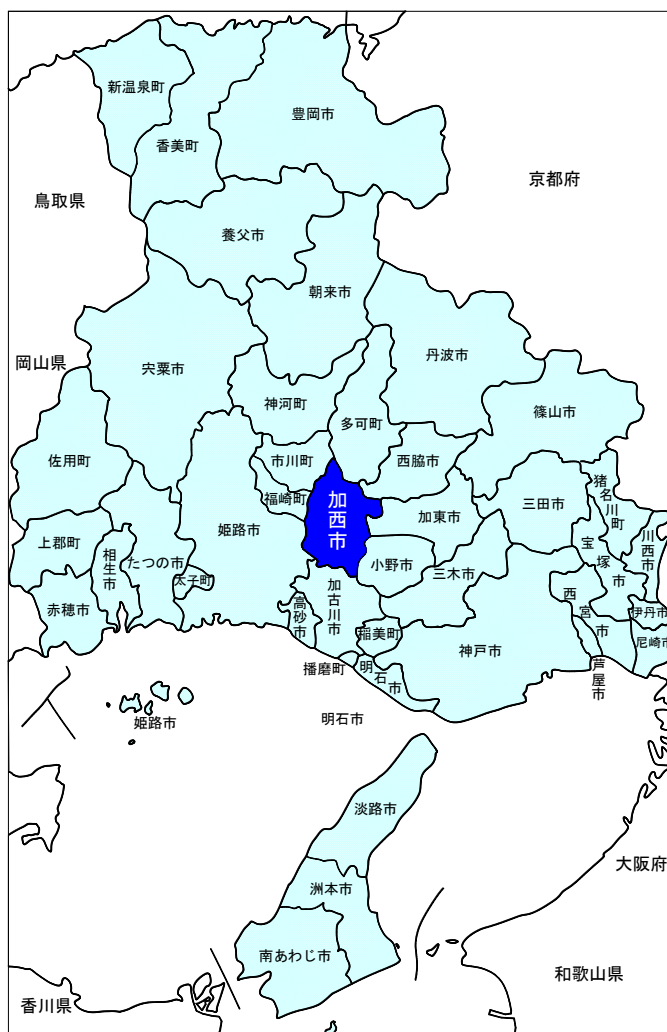 新温泉町
豊岡市
香美町
京都府
鳥取県
養父市
朝来市
岡山県
宍粟市
丹波市
神河町
多可町
篠山市
佐用町
市川町
西脇市
福崎町
加西市
三田市
猪名川町
姫路市
加東市
川西市
上郡町
相生市
たつの市
太子町
小野市
三木市
宝塚市
赤穂市
高砂市
加古川市
西宮市
伊丹市
稲美町
尼崎市
神戸市
播磨町
明石市
芦屋市
姫路市
明石市
淡路市
大阪府
洲本市
南あわじ市
和歌山県
香川県